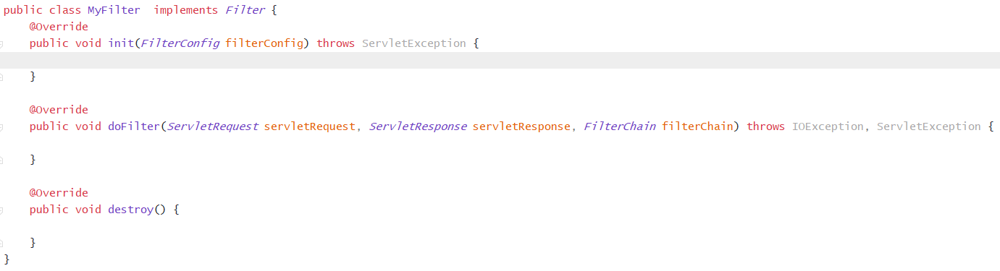 public class MyFilter  implements Filter {
    @Override
    public void init(FilterConfig filterConfig) throws ServletException {
    }
    @Override
    public void doFilter(ServletRequest servletRequest, ServletResponse servletResponse, FilterChain filterChain) throws IOException, ServletException {
    }
    @Override
    public void destroy() {
    }
}